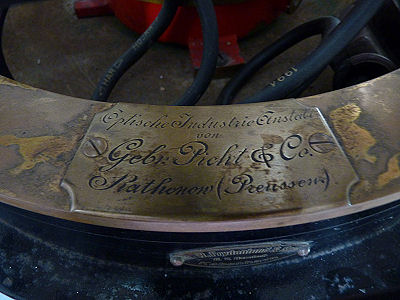 Optische Industrie Anstalt
von
Gebr. Picht & Co.
Rathenow (Preussen.)